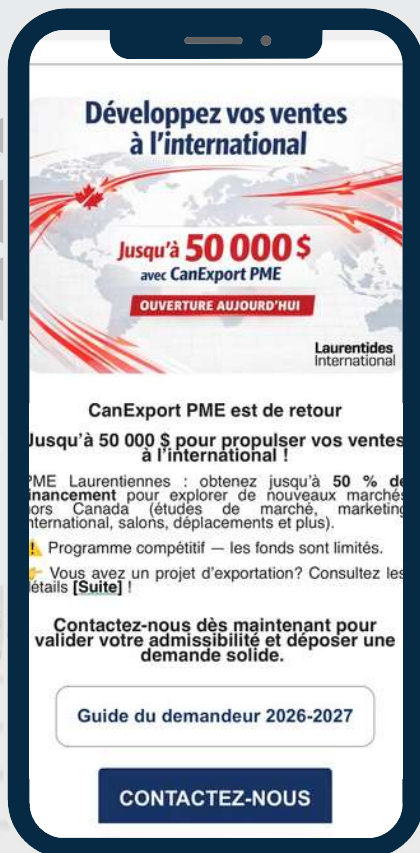 Développez vos ventes
à l'international
Jusqu'à 50 000 $
avec CanExport PME
OUVERTURE AUJOURD'HUI
Laurentides
International
CanExport PME est de retour
Jusqu'à 50 000 $ pour propulser vos ventes
à l'international !
PME Laurentiennes : obtenez jusqu'à 50 % de
financement pour explorer de nouveaux marchés
hors Canada (études de marché, marketing
international, salons, déplacements et plus).
⚠️ Programme compétitif — les fonds sont limités.
👉 Vous avez un projet d'exportation? Consultez les
détails [Suite] !
Contactez-nous dès maintenant pour
valider votre admissibilité et déposer une
demande solide.
Guide du demandeur 2026-2027
CONTACTEZ-NOUS